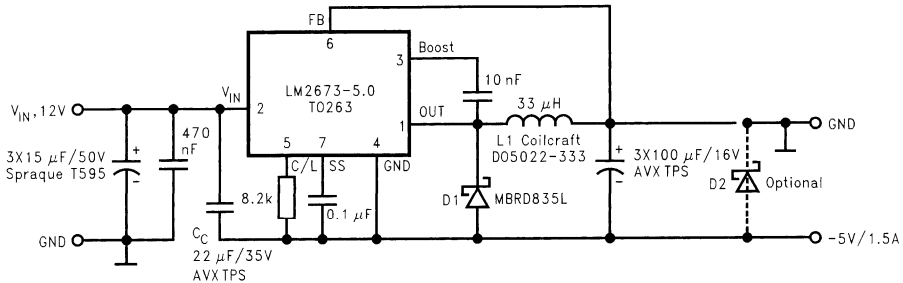 FB
6
Boost
3
10 nF
LM2673-5.0
TO263
V_IN, 12V
V_IN
2
33 μH
OUT
1
GND
L1 Coilcraft
DO5022-333
470
nF
5
7
4
3X15 μF/50V
Spraque T595
+
−
C/L
SS
GND
+
−
3X100 μF/16V
AVX TPS
8.2k
0.1 μF
D1
MBRD835L
D2
Optional
GND
C_C
22 μF/35V
AVX TPS
−5V/1.5A